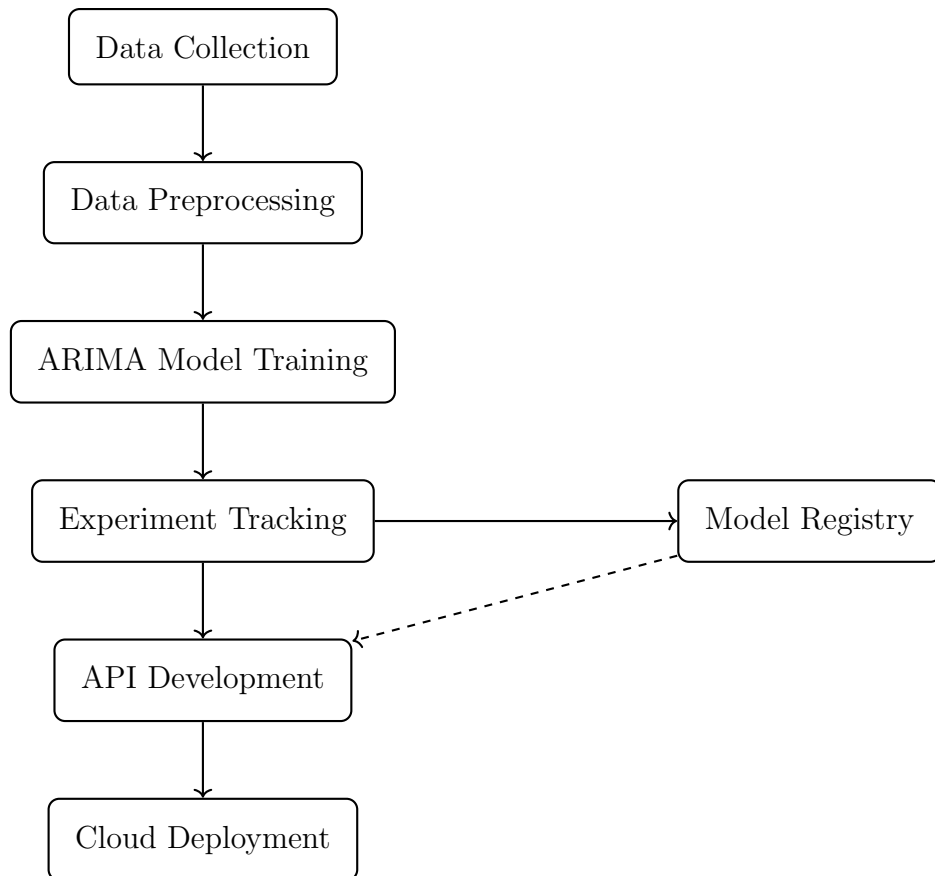 Data Collection
Data Preprocessing
ARIMA Model Training
Experiment Tracking
Model Registry
API Development
Cloud Deployment